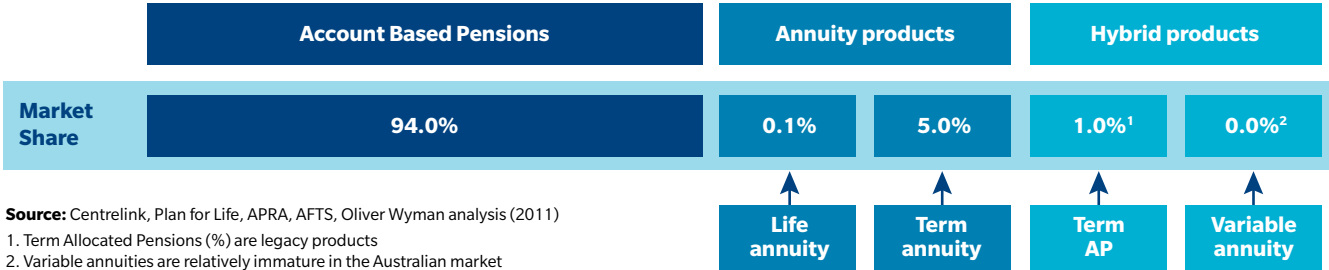 Account Based Pensions
Annuity products
Hybrid products
Market
Share
94.0%
0.1%
5.0%
1.0%¹
0.0%²
Source: Centrelink, Plan for Life, APRA, AFTS, Oliver Wyman analysis (2011)
1. Term Allocated Pensions (%) are legacy products
2. Variable annuities are relatively immature in the Australian market
Life
annuity
Term
annuity
Term
AP
Variable
annuity